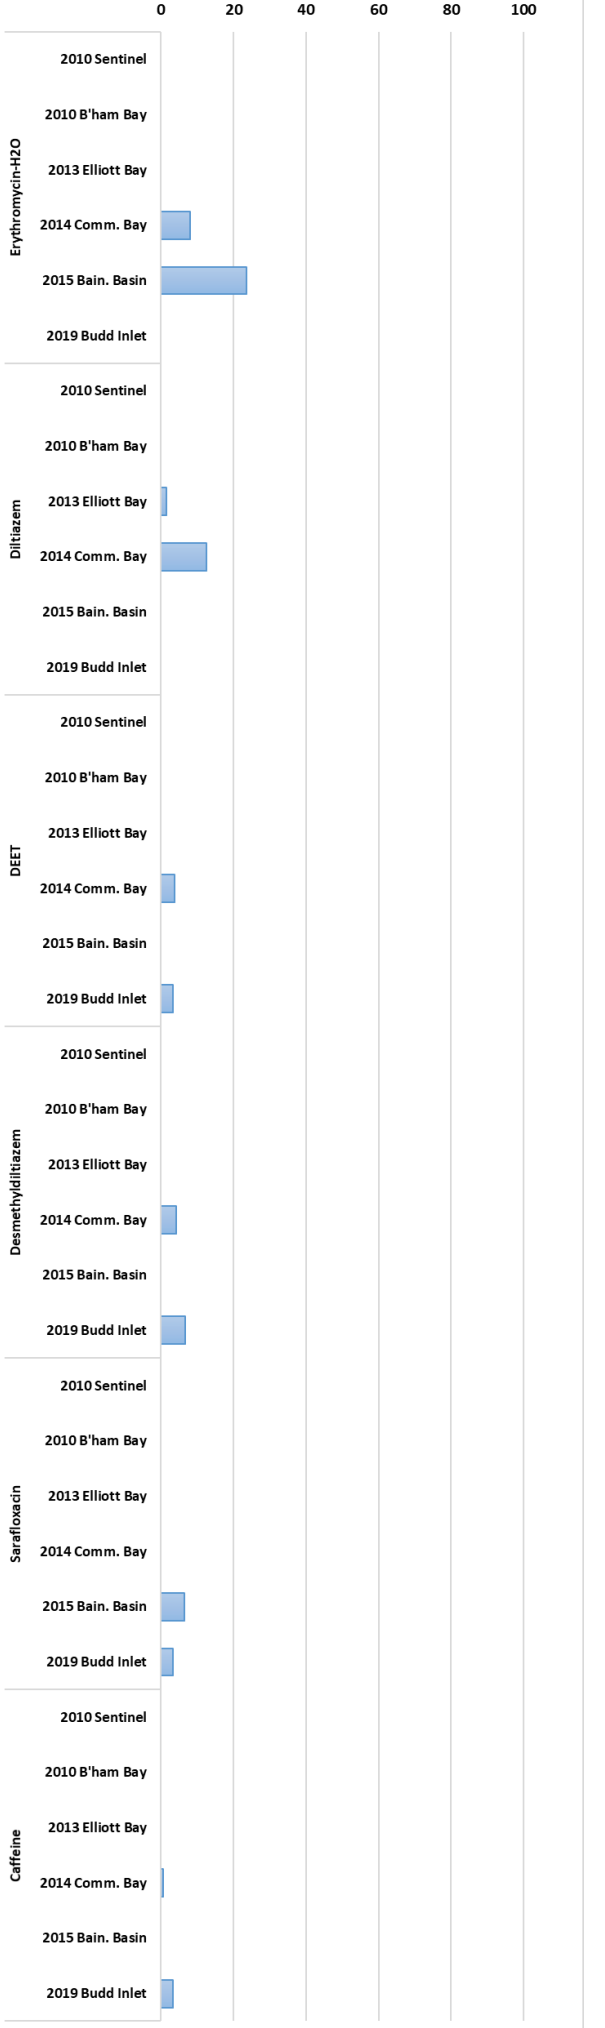 0 20 40 60 80 100
Erythromycin-H2O
2010 Sentinel
2010 B'ham Bay
2013 Elliott Bay
2014 Comm. Bay
2015 Bain. Basin
2019 Budd Inlet
Diltiazem
2010 Sentinel
2010 B'ham Bay
2013 Elliott Bay
2014 Comm. Bay
2015 Bain. Basin
2019 Budd Inlet
DEET
2010 Sentinel
2010 B'ham Bay
2013 Elliott Bay
2014 Comm. Bay
2015 Bain. Basin
2019 Budd Inlet
Desmethyldiltiazem
2010 Sentinel
2010 B'ham Bay
2013 Elliott Bay
2014 Comm. Bay
2015 Bain. Basin
2019 Budd Inlet
Sarafloxacin
2010 Sentinel
2010 B'ham Bay
2013 Elliott Bay
2014 Comm. Bay
2015 Bain. Basin
2019 Budd Inlet
Caffeine
2010 Sentinel
2010 B'ham Bay
2013 Elliott Bay
2014 Comm. Bay
2015 Bain. Basin
2019 Budd Inlet